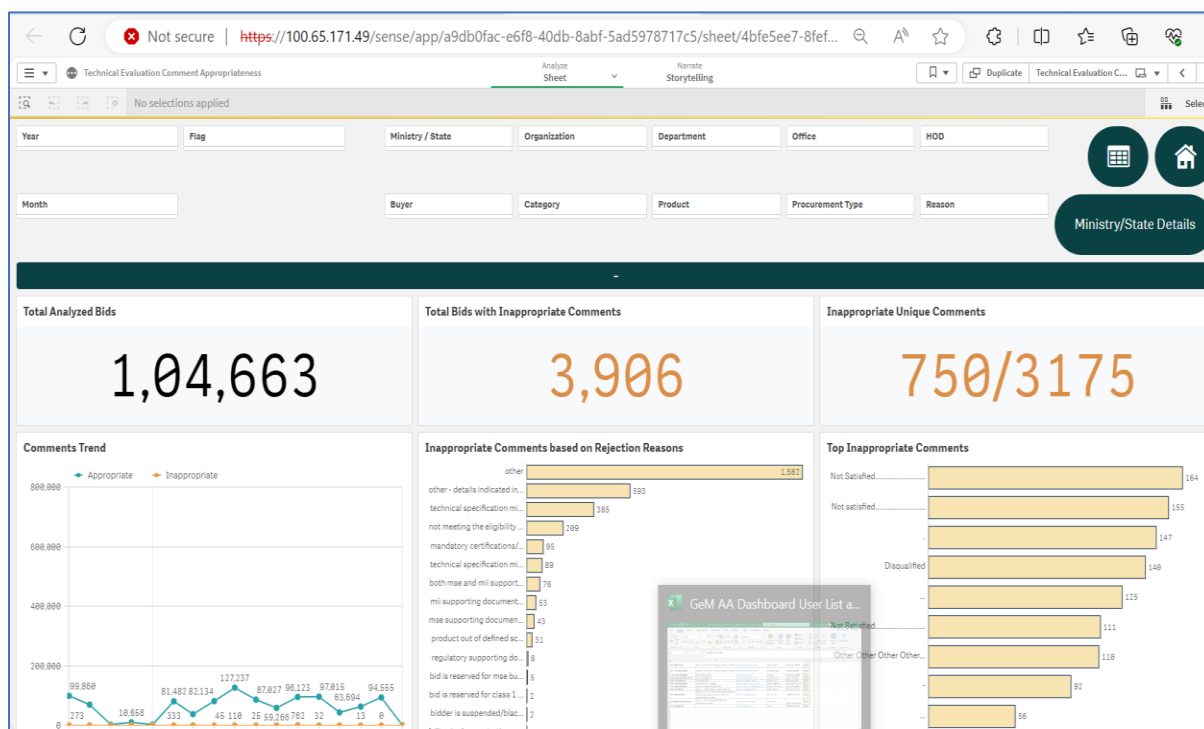 Not secure | https://100.65.171.49/sense/app/a9db0fac-e6f8-40db-8abf-5ad5978717c5/sheet/4bfe5ee7-8fef...
Technical Evaluation Comment Appropriateness
Analyze
Sheet
Narrate
Storytelling
Duplicate
Technical Evaluation C...
No selections applied
Selec
Year
Flag
Ministry / State
Organization
Department
Office
HOD
Month
Buyer
Category
Product
Procurement Type
Reason
Ministry/State Details
-
Total Analyzed Bids
1,04,663
Total Bids with Inappropriate Comments
3,906
Inappropriate Unique Comments
750/3175
Comments Trend
Appropriate
Inappropriate
800,000
600,000
400,000
200,000
0
99,860
10,658
81,482
82,134
127,237
87,027
96,123
97,015
63,694
94,555
273
333
45
110
25
59,266
762
32
13
0
Inappropriate Comments based on Rejection Reasons
other 1,582
other - details indicated in... 593
technical specification mi... 385
not meeting the eligibility ... 209
mandatory certifications/... 95
technical specification mi... 89
both mse and mii support... 76
mii supporting document... 53
mse supporting documen... 43
product out of defined sc... 31
regulatory supporting do... 8
bid is reserved for mse bu...
bid is reserved for class 1 ... 2
bidder is suspended/blac... 2
Top Inappropriate Comments
Not Satisfied.................... 164
Not satisfied.................... 155
. 147
Disqualified 140
... 125
Not Satisfied.................... 111
Other Other Other Other... 110
- 92
... 56
GeM AA Dashboard User List a...